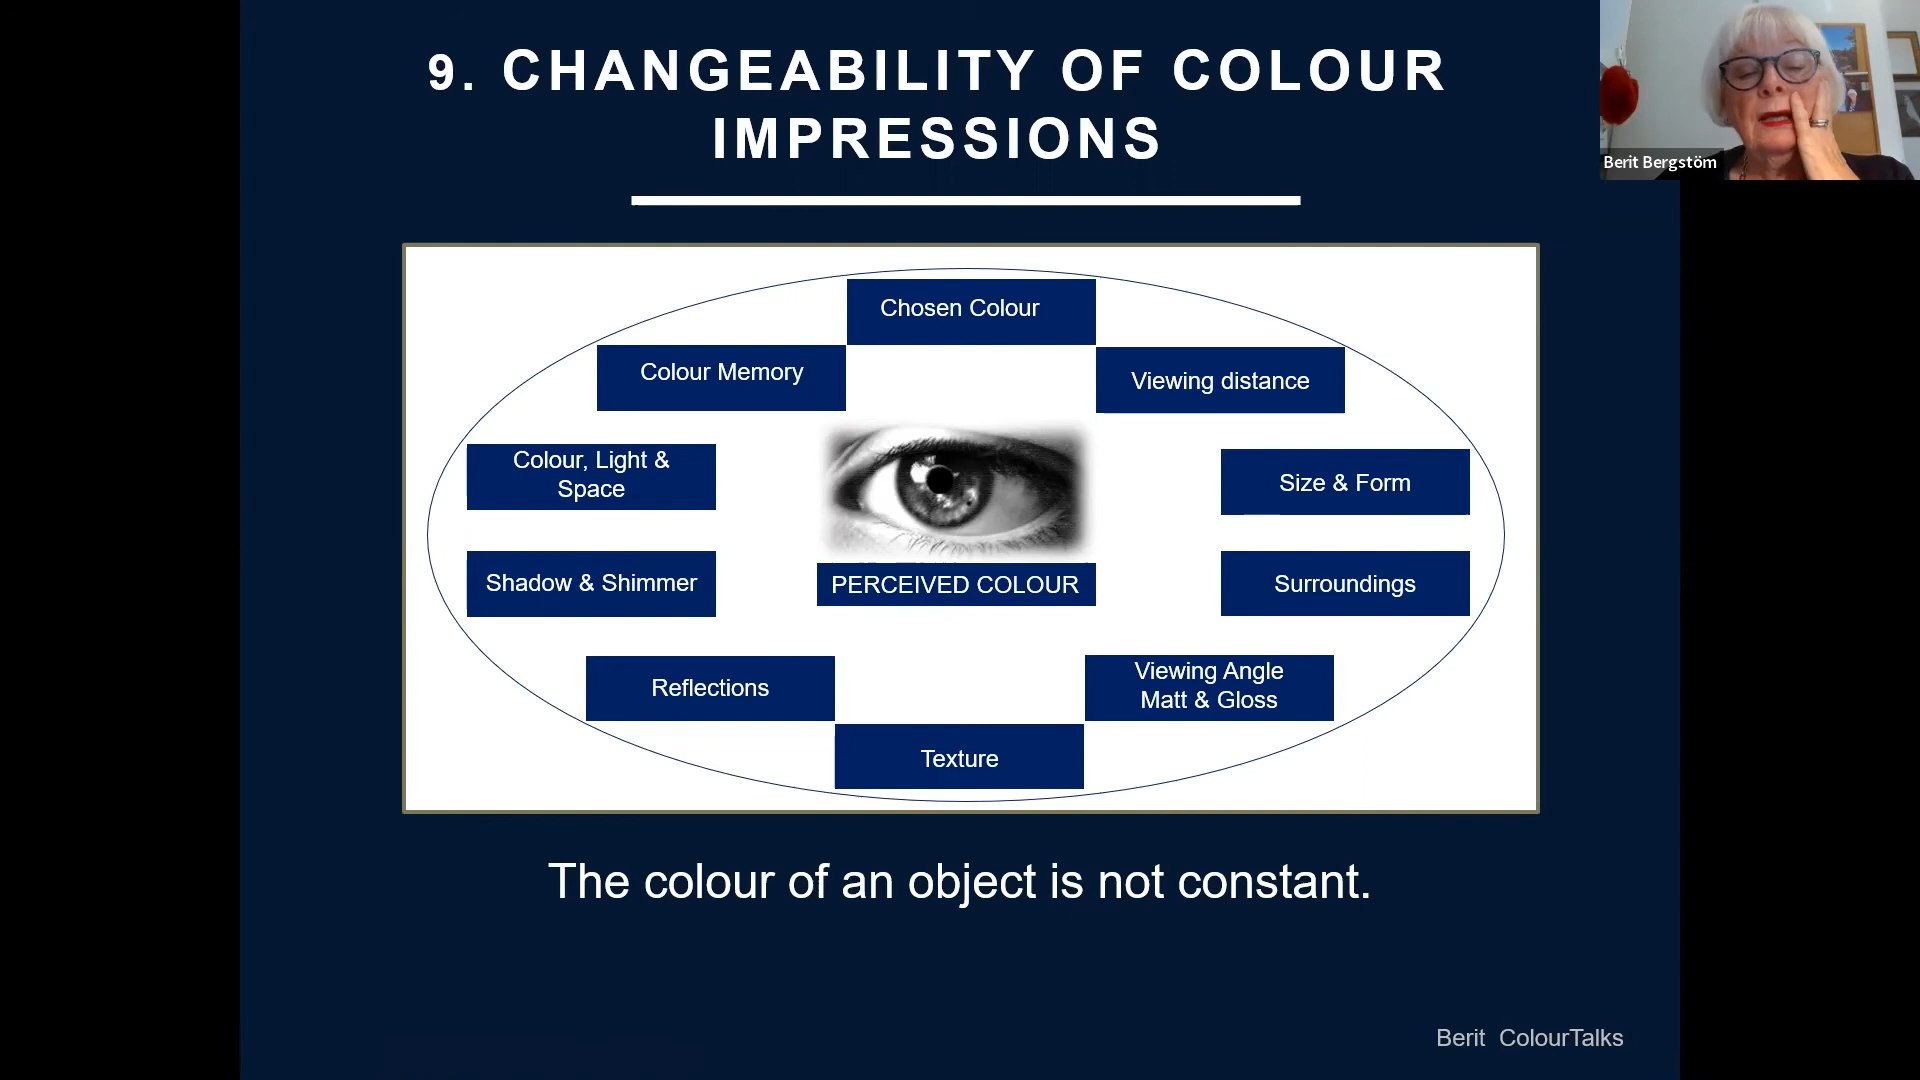 9. CHANGEABILITY OF COLOUR
IMPRESSIONS
Berit Bergstöm
Chosen Colour
Colour Memory
Viewing distance
Colour, Light &
Space
Size & Form
Shadow & Shimmer
PERCEIVED COLOUR
Surroundings
Reflections
Viewing Angle
Matt & Gloss
Texture
The colour of an object is not constant.
Berit ColourTalks